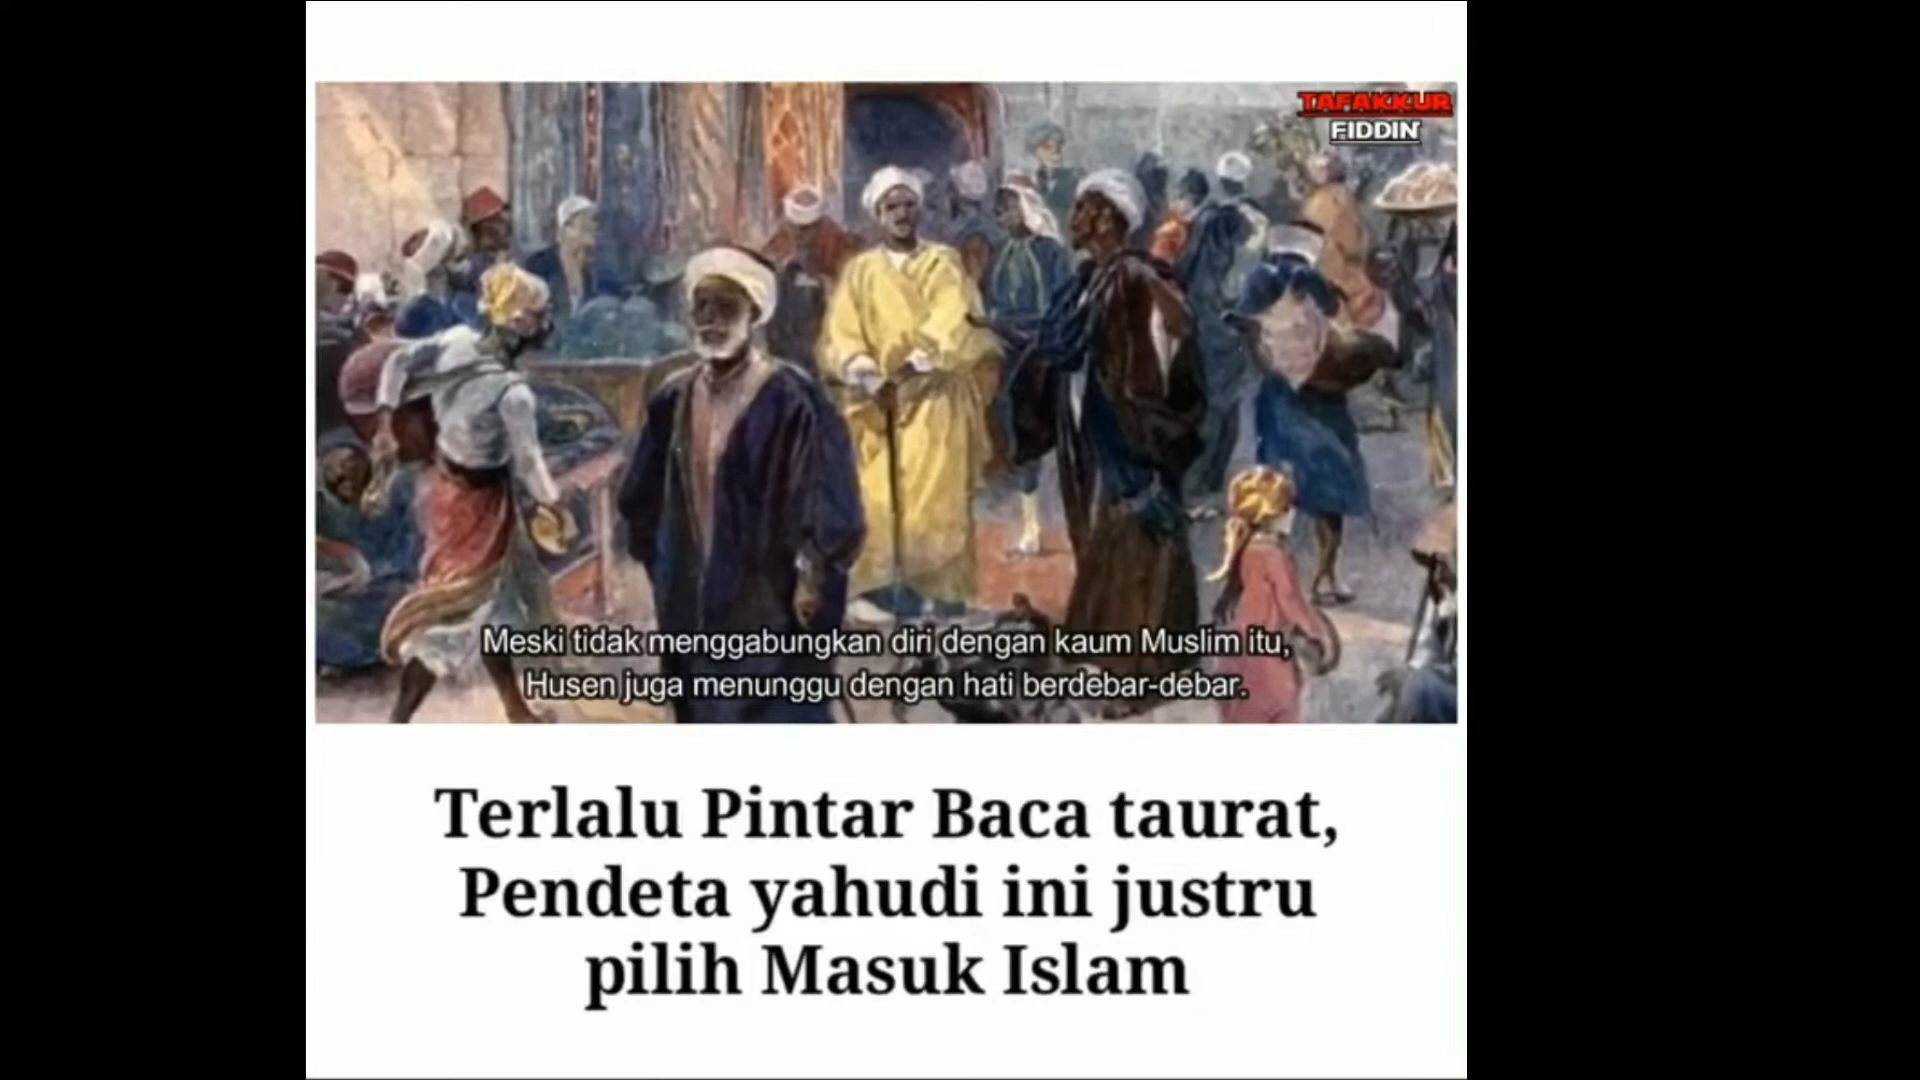 TAFAKKUR
FIDDIN
Meski tidak menggabungkan diri dengan kaum Muslim itu,
Husen juga menunggu dengan hati berdebar-debar.
Terlalu Pintar Baca taurat,
Pendeta yahudi ini justru
pilih Masuk Islam